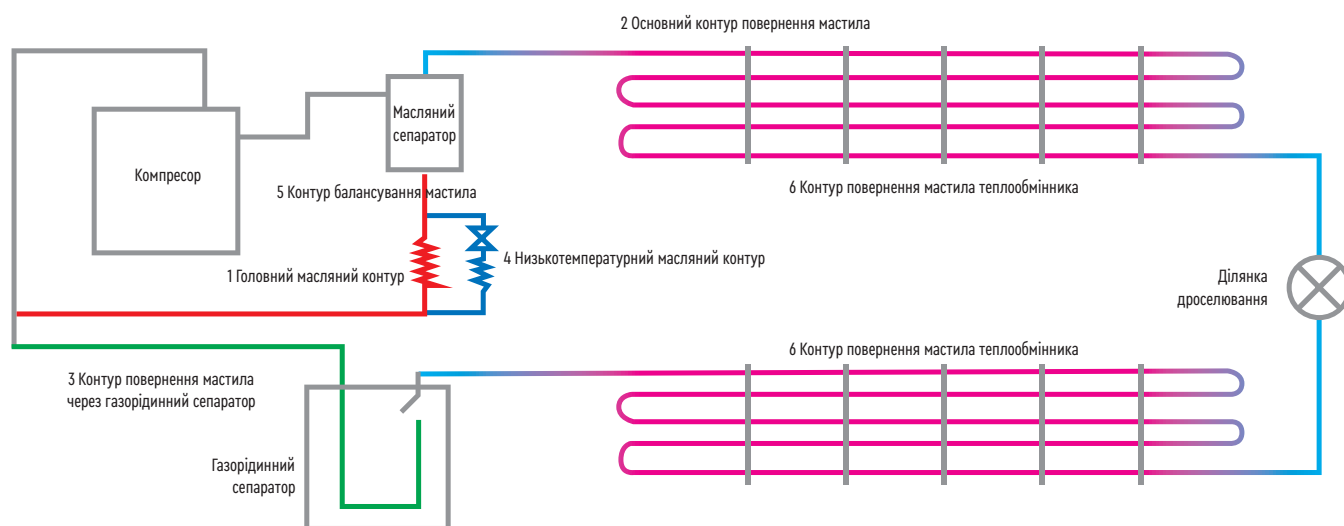 2 Основний контур повернення мастила
Масляний
сепаратор
Компресор
5 Контур балансування мастила
6 Контур повернення мастила теплообмінника
4 Низькотемпературний масляний контур
1 Головний масляний контур
Ділянка
дроселювання
6 Контур повернення мастила теплообмінника
3 Контур повернення мастила
через газорідинний сепаратор
Газорідинний
сепаратор